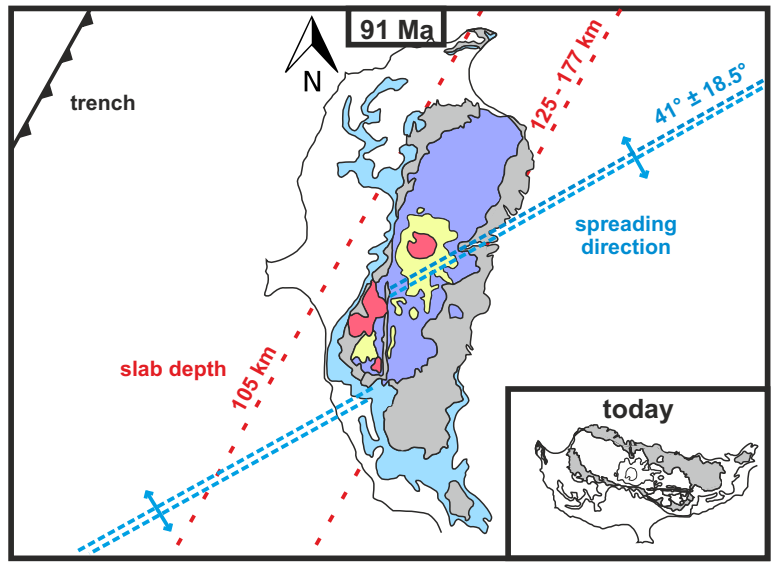 91 Ma
N
trench
125 - 177 km
41° ± 18.5°
spreading
direction
slab depth
105 km
today